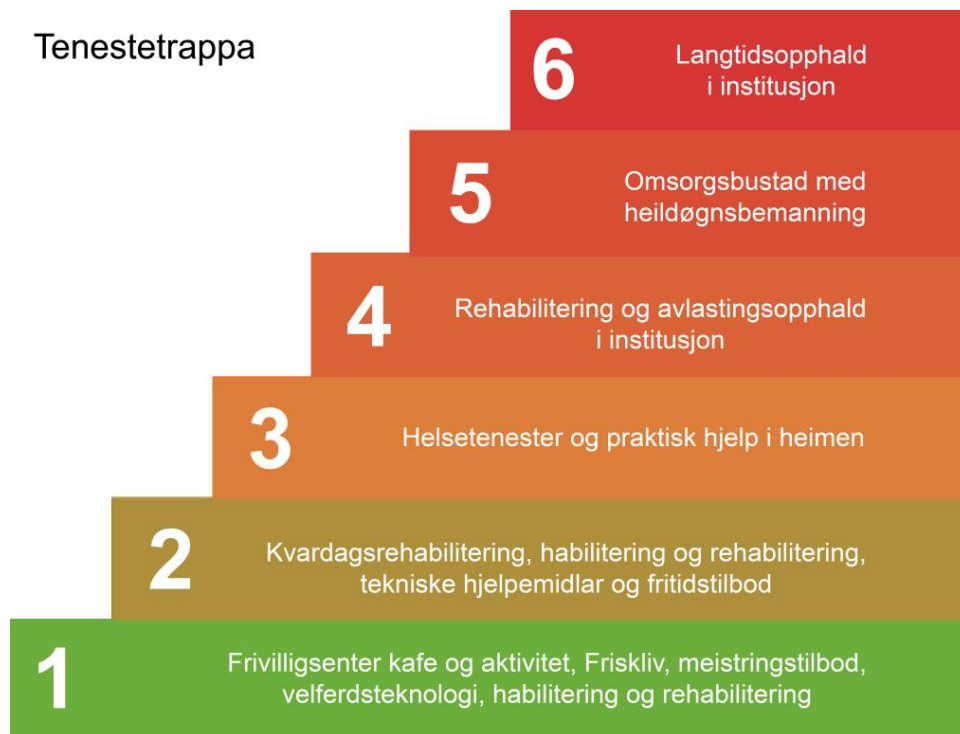 Tenestetrappa
6
Langtidsopphald
i institusjon
5
Omsorgsbustad med
heildøgnsbemanning
4
Rehabilitering og avlastingsopphald
i institusjon
3
Helsetenester og praktisk hjelp i heimen
2
Kvardagsrehabilitering, habilitering og rehabilitering,
tekniske hjelpemidlar og fritidstilbod
1
Frivilligsenter kafe og aktivitet, Friskliv, meistringstilbod,
velferdsteknologi, habilitering og rehabilitering